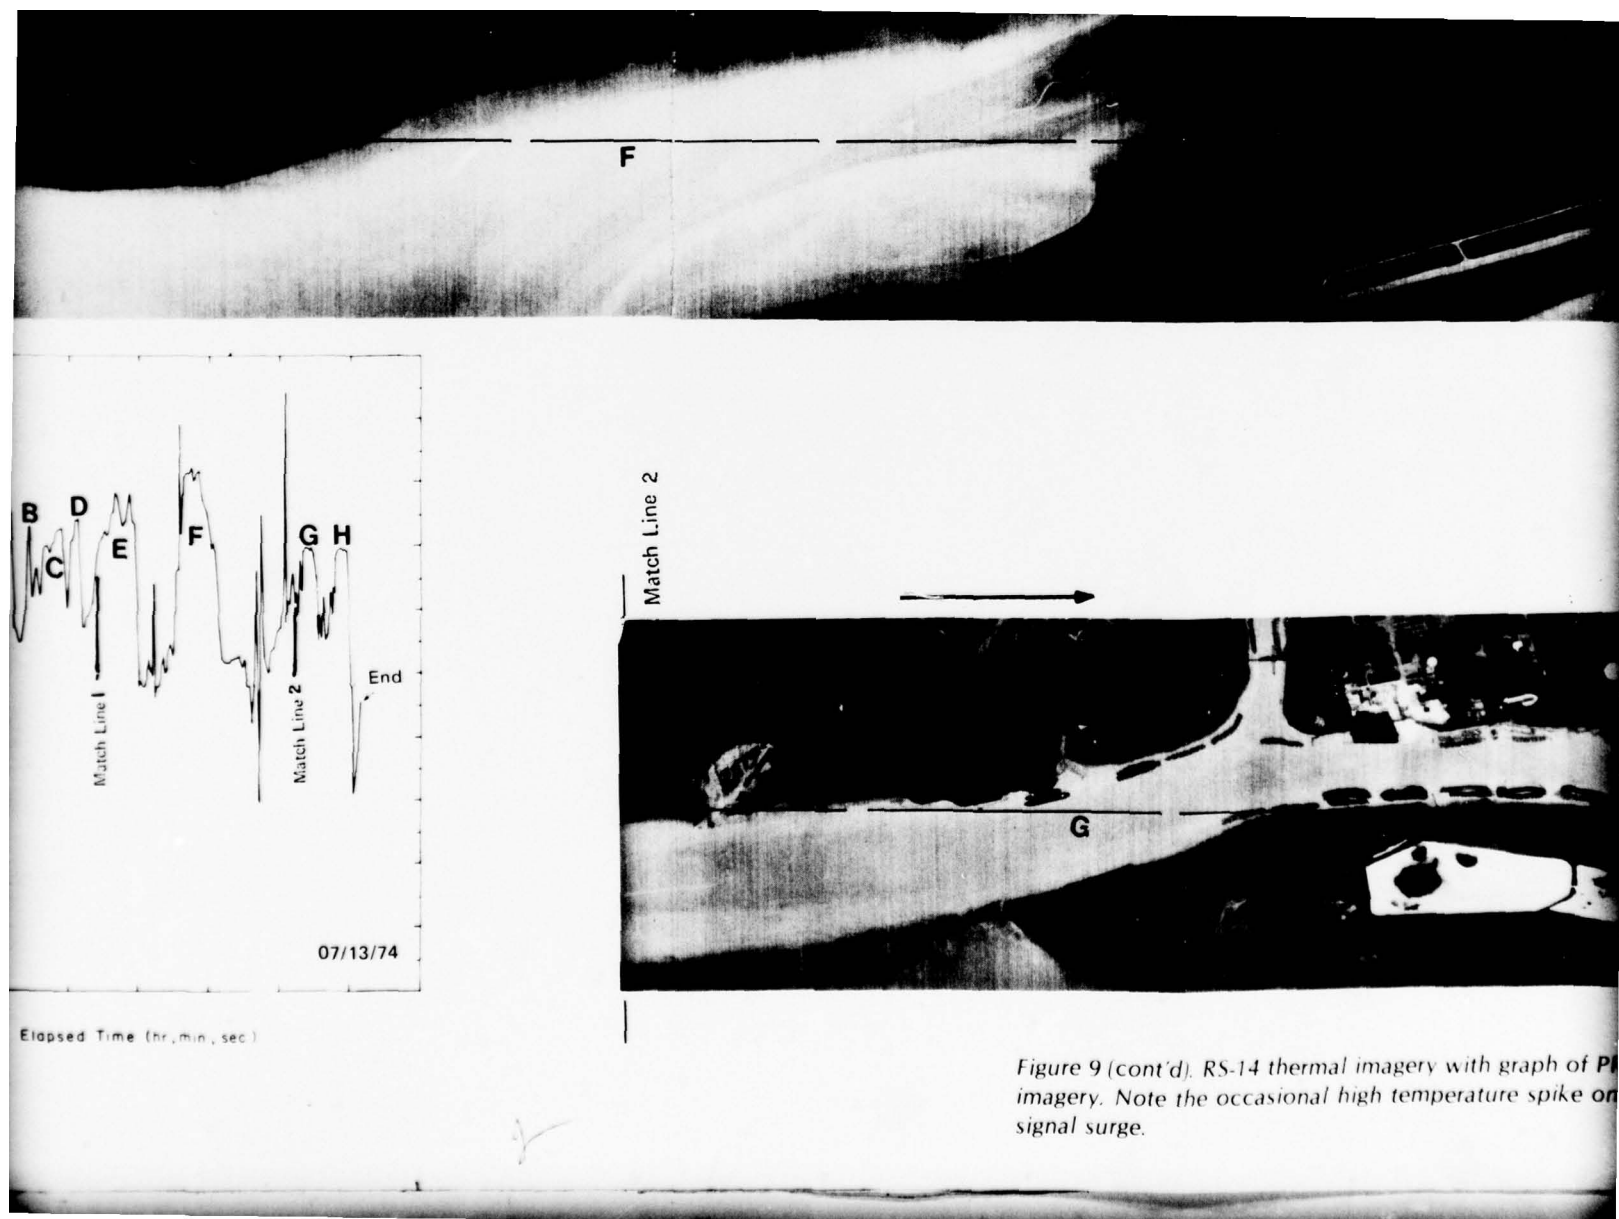 F
B
D
C
E
F
G
H
End
Match Line 1
Match Line 2
07/13/74
Elapsed Time (hr, min, sec)
Match Line 2
G
Figure 9 (cont'd). RS-14 thermal imagery with graph of
imagery. Note the occasional high temperature spike on
signal surge.